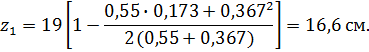 z₁ = 19 [1 − (0,55 · 0,173 + 0,367²) / (2 (0,55 + 0,367))] = 16,6 см.